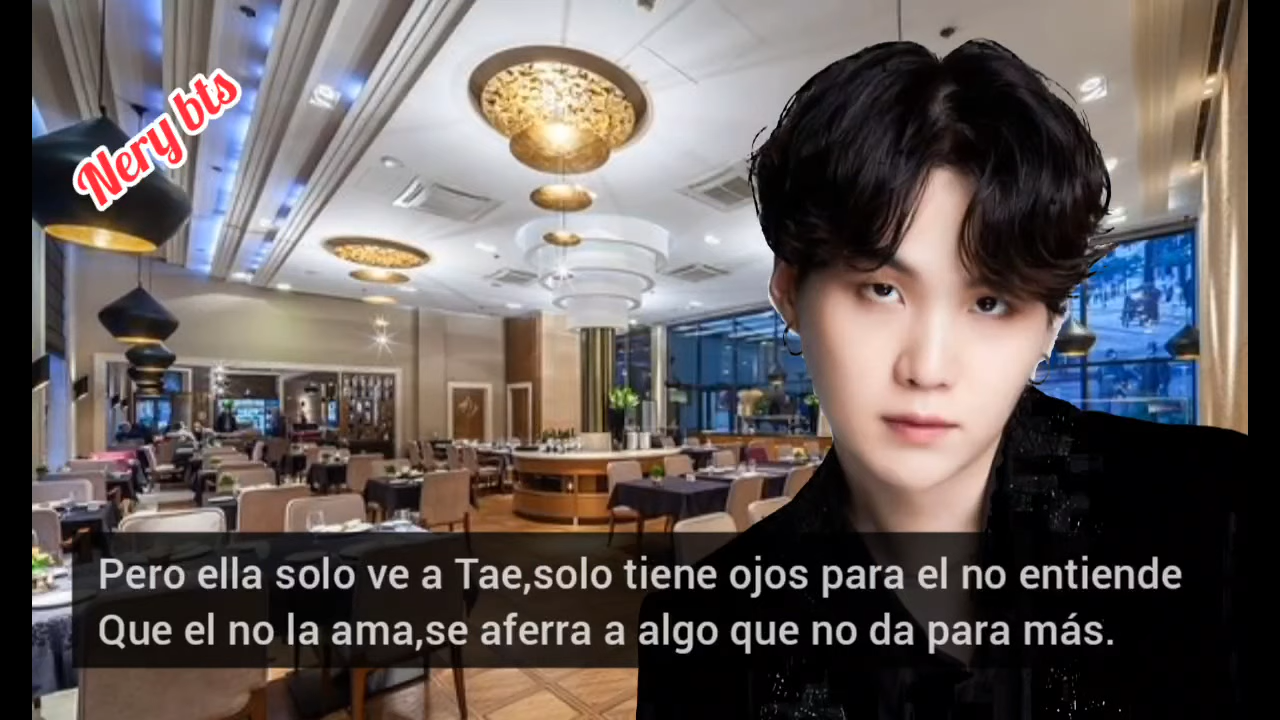 Nery bts
Pero ella solo ve a Tae,solo tiene ojos para el no entiende
Que el no la ama,se aferra a algo que no da para más.